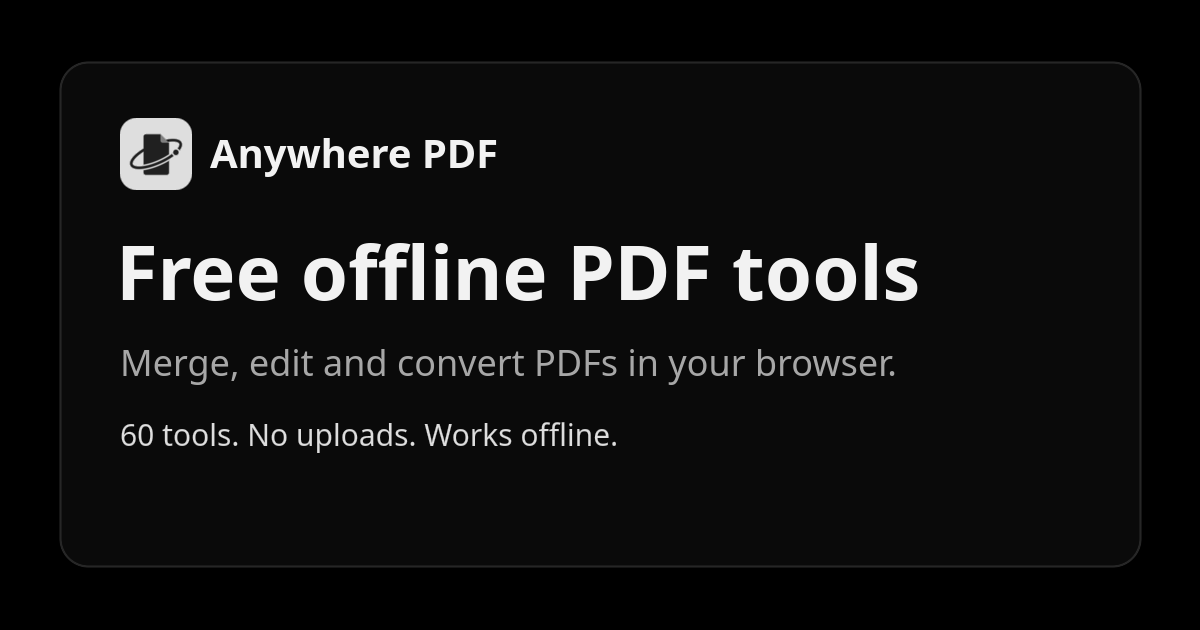 Anywhere PDF
Free offline PDF tools
Merge, edit and convert PDFs in your browser.
60 tools. No uploads. Works offline.